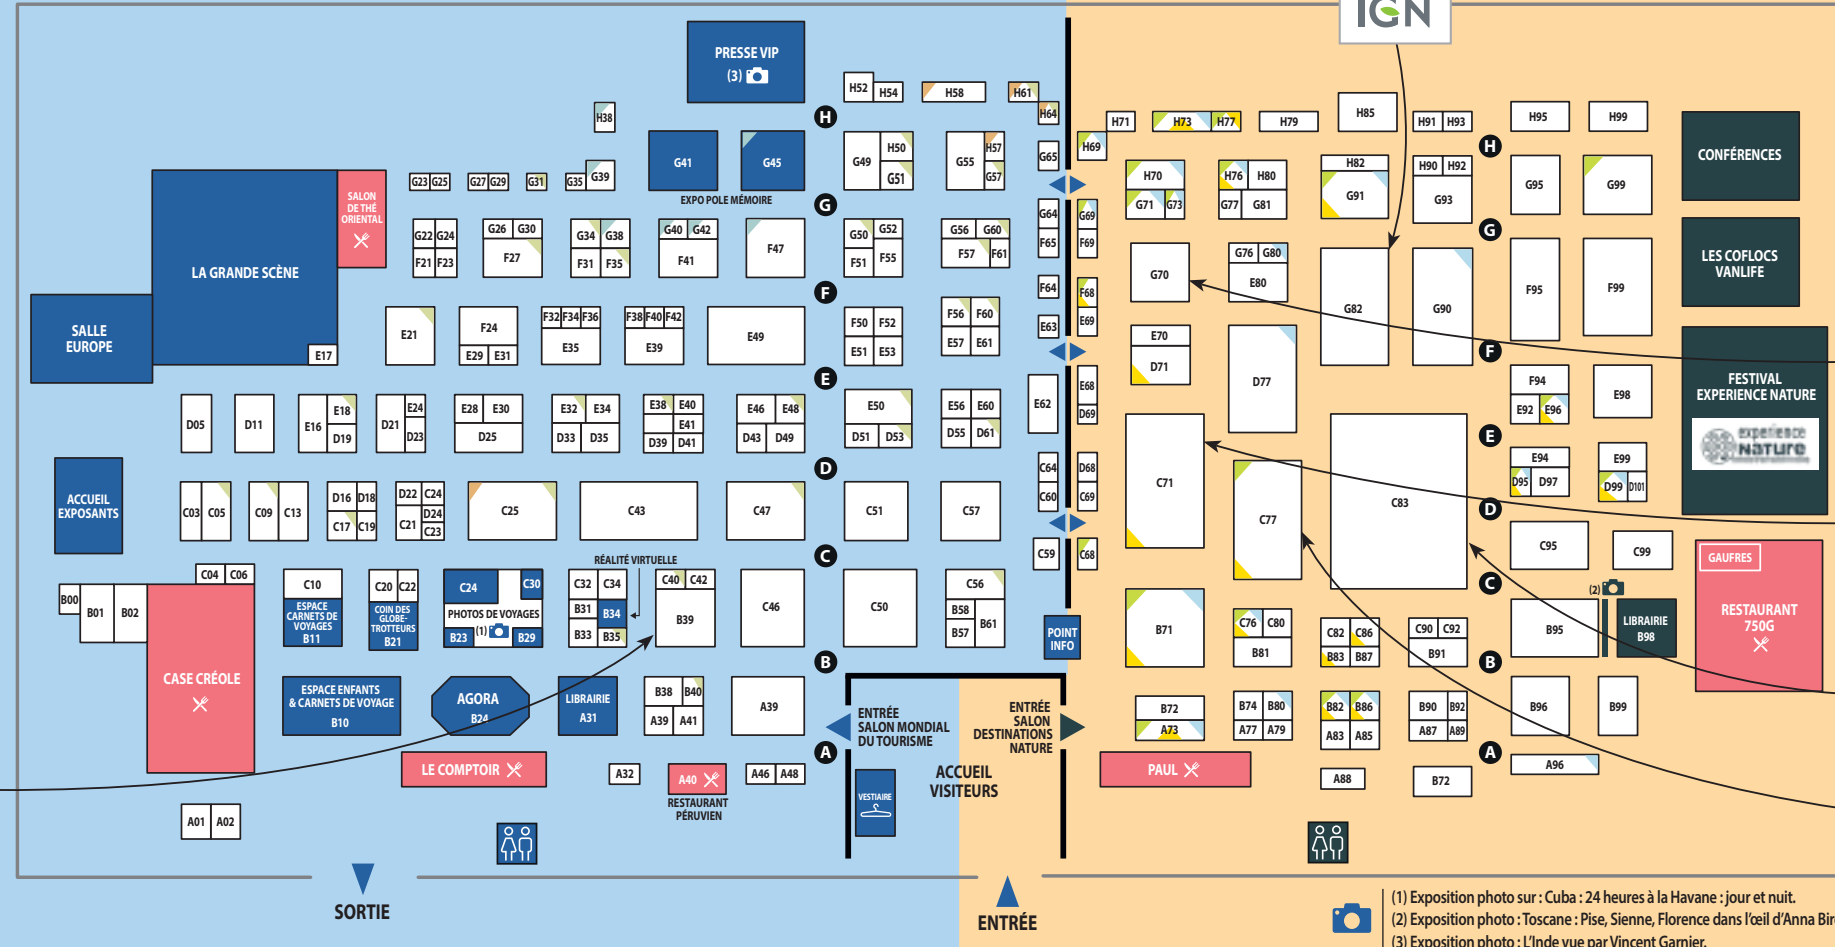 IGN
PRESSE VIP
(3)
H52
H54
H58
H61
H64
H38
H
G41
G45
EXPO POLE MÉMOIRE
G49
H50
G51
G55
H57
G57
G65
H71
H73
H77
H79
H85
H91
H93
H95
H99
H69
H
CONFÉRENCES
H70
G71
G73
H76
H80
G77
G81
H82
G91
H90
H92
G93
G95
G99
G23
G25
G27
G29
G31
G35
G39
SALON
DE THÉ
ORIENTAL
LA GRANDE SCÈNE
G
G22
G24
F21
F23
G26
G30
F27
G34
G38
F31
F35
G40
G42
F41
F47
G50
G52
F51
F55
G56
G60
F57
F61
G64
F65
G69
F69
G
G70
G76
G80
E80
G82
G90
F95
F99
LES COFLOCS
VANLIFE
SALLE
EUROPE
E17
F
F64
F68
E69
E63
E21
F24
E29
E31
F32
F34
F36
E35
F38
F40
F42
E39
E49
F50
F52
E51
E53
F56
F60
E57
E61
E70
D71
D77
F
F94
E92
E96
E98
FESTIVAL
EXPERIENCE NATURE
experience
NATURE
E
D05
D11
E16
E18
D19
D21
E24
D23
E28
E30
D25
E32
E34
D33
D35
E38
E40
E41
D39
D41
E46
E48
D43
D49
E50
D51
D53
E56
E60
D55
D61
E62
E68
D69
E
C71
C77
C83
E94
D95
D97
E99
D99
D101
D
ACCUEIL
EXPOSANTS
C03
C05
C09
C13
D16
D18
C17
C19
D22
C24
D24
C21
C23
C25
C43
C47
C51
C57
C64
C60
D68
C69
D
C95
C99
C59
C68
C
RÉALITÉ VIRTUELLE
C04
C06
B00
B01
B02
CASE CRÉOLE
C10
ESPACE
CARNETS DE
VOYAGES
B11
C20
C22
COIN DES
GLOBE-
TROTTEURS
B21
C24
C30
PHOTOS DE VOYAGES
B23
(1)
B29
C32
C34
B31
B34
B33
B35
C40
C42
B39
C46
C50
C56
B58
B57
B61
POINT
INFO
B71
C76
C80
B81
C82
C86
B83
B87
C90
C92
B91
C
(2)
B95
LIBRAIRIE
B98
GAUFRES
RESTAURANT
750G
B
B
ESPACE ENFANTS
& CARNETS DE VOYAGE
B10
AGORA
B24
LIBRAIRIE
A31
B38
B40
A39
A41
A39
ENTRÉE
SALON MONDIAL
DU TOURISME
ENTRÉE
SALON
DESTINATIONS
NATURE
B72
A73
B74
B80
A77
A79
B82
B86
A83
A85
B90
B92
A87
A89
B96
B99
A
A
LE COMPTOIR
A32
A40
RESTAURANT
PÉRUVIEN
A46
A48
VESTIAIRE
ACCUEIL
VISITEURS
PAUL
A88
B72
A96
A01
A02
SORTIE
ENTRÉE
(1) Exposition photo sur : Cuba : 24 heures à la Havane : jour et nuit.
(2) Exposition photo : Toscane : Pise, Sienne, Florence dans l'œil d'Anna Bir
(3) Exposition photo : L'Inde vue par Vincent Garnier.